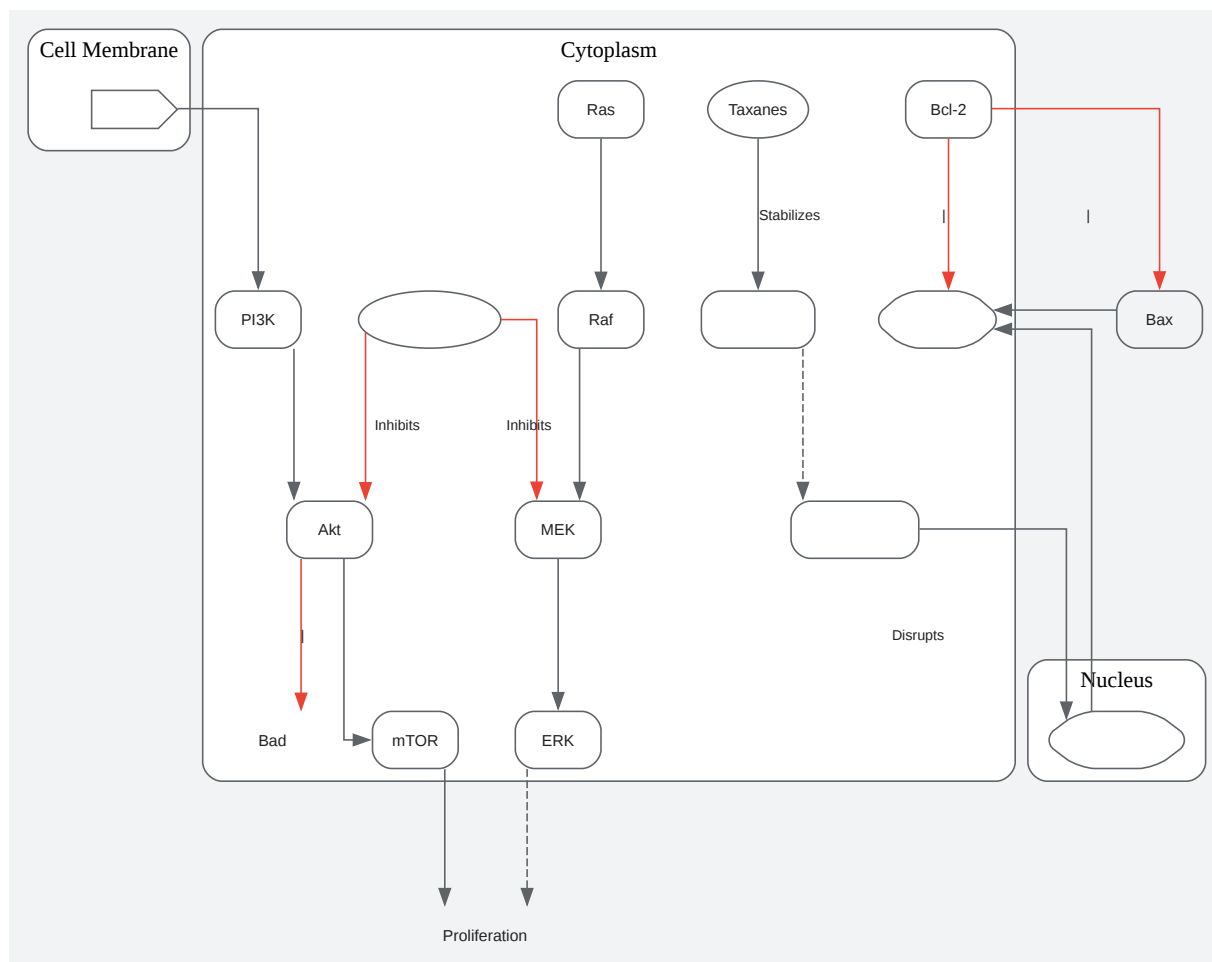 Cell Membrane
Cytoplasm
Ras
Taxanes
Bcl-2
Stabilizes
|
|
PI3K
Raf
Bax
Inhibits
Inhibits
Akt
MEK
|
Disrupts
Nucleus
Bad
mTOR
ERK
Proliferation